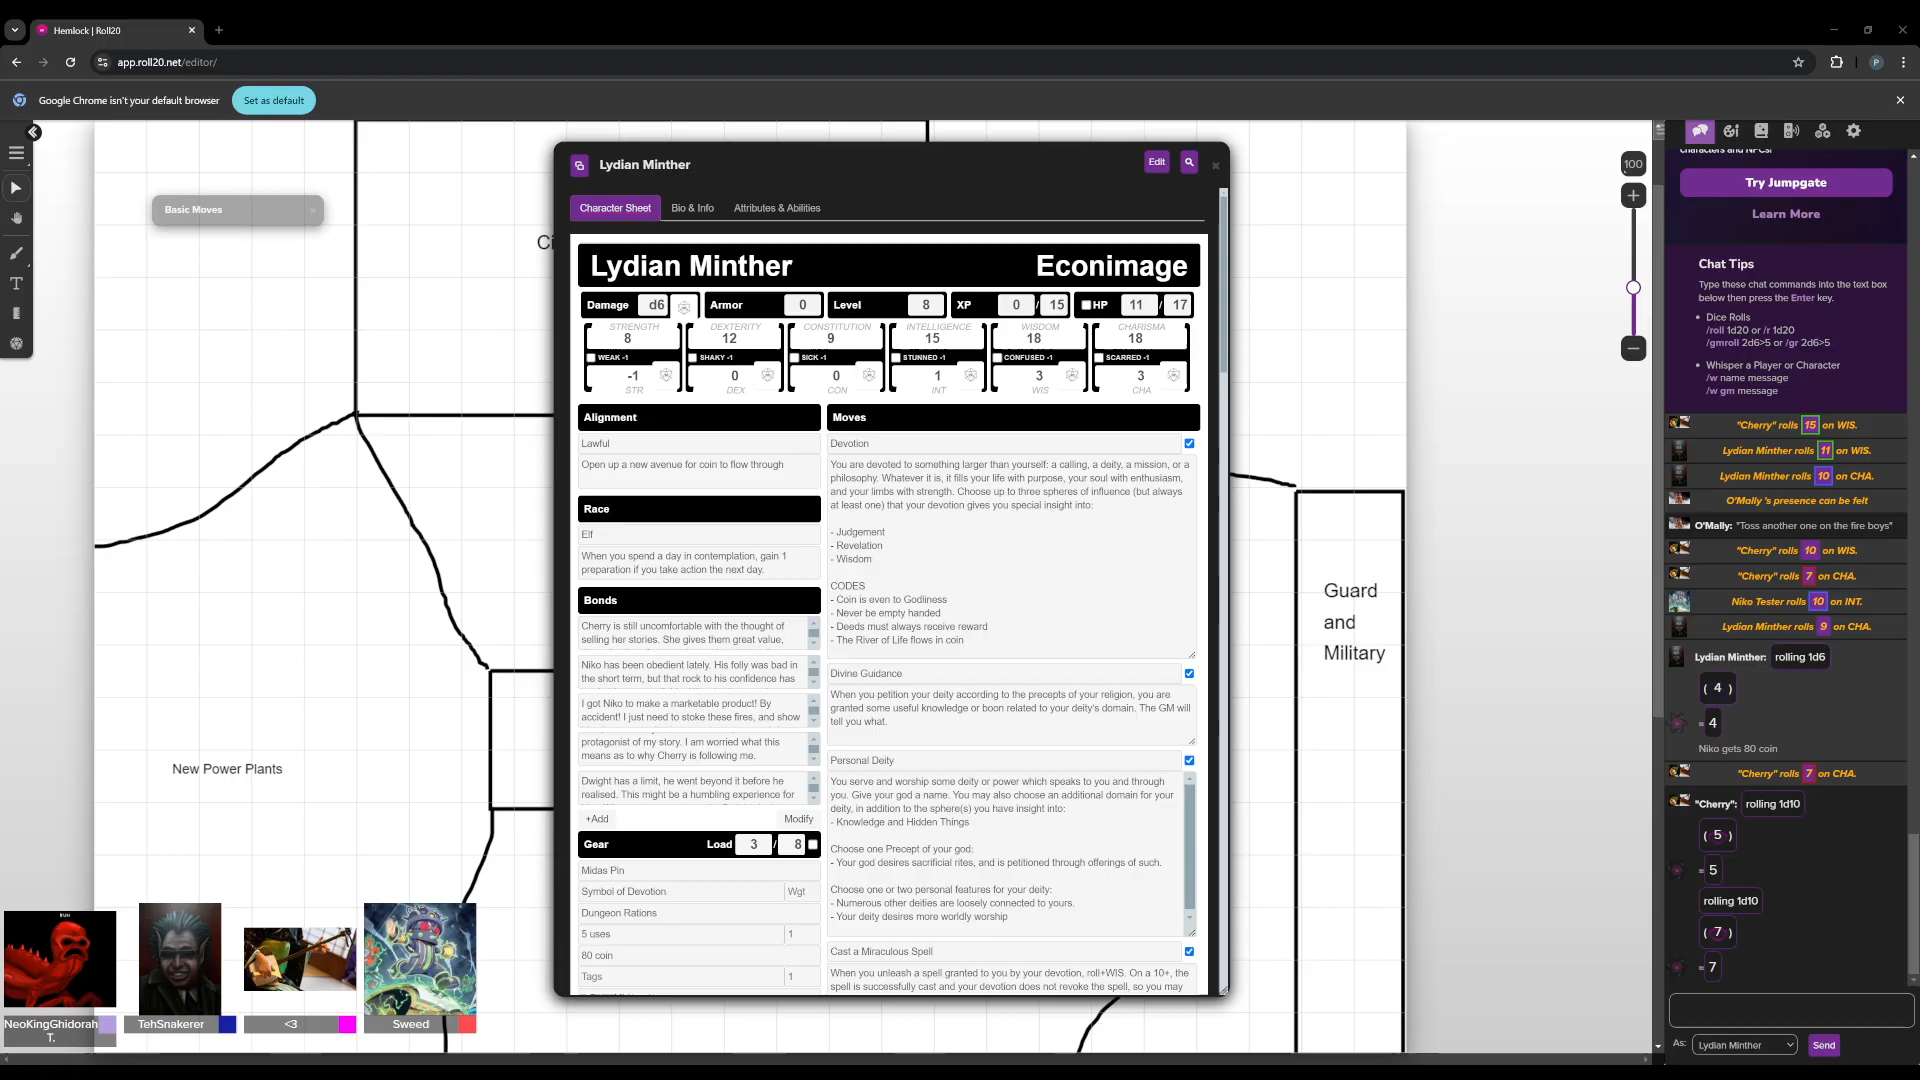 Hemlock | Roll20
app.roll20.net/editor/
P
Google Chrome isn't your default browser
Set as default
Basic Moves
Ci
New Power Plants
Guard
and
Military
100
Lydian Minther
Edit
Character Sheet
Bio & Info
Attributes & Abilities
Lydian Minther
Econimage
Damage d6
Armor 0
Level 8
XP 0 / 15
HP 11 / 17
STRENGTH
8
WEAK -1
-1
STR
DEXTERITY
12
SHAKY -1
0
DEX
CONSTITUTION
9
SICK -1
0
CON
INTELLIGENCE
15
STUNNED -1
1
INT
WISDOM
18
CONFUSED -1
3
WIS
CHARISMA
18
SCARRED -1
3
CHA
Alignment
Lawful
Open up a new avenue for coin to flow through
Race
Elf
When you spend a day in contemplation, gain 1
preparation if you take action the next day.
Bonds
Cherry is still uncomfortable with the thought of
selling her stories. She gives them great value,
Niko has been obedient lately. His folly was bad in
the short term, but that rock to his confidence has
I got Niko to make a marketable product! By
accident! I just need to stoke these fires, and show
protagonist of my story. I am worried what this
means as to why Cherry is following me.
Dwight has a limit, he went beyond it before he
realised. This might be a humbling experience for
+Add
Modify
Gear
Load 3 / 8
Midas Pin
Symbol of Devotion
Wgt
Dungeon Rations
5 uses
1
80 coin
Tags
1
Moves
Devotion
You are devoted to something larger than yourself: a calling, a deity, a mission, or a
philosophy. Whatever it is, it fills your life with purpose, your soul with enthusiasm,
and your limbs with strength. Choose up to three spheres of influence (but always
at least one) that your devotion gives you special insight into:
- Judgement
- Revelation
- Wisdom
CODES
- Coin is even to Godliness
- Never be empty handed
- Deeds must always receive reward
- The River of Life flows in coin
Divine Guidance
When you petition your deity according to the precepts of your religion, you are
granted some useful knowledge or boon related to your deity's domain. The GM will
tell you what.
Personal Deity
You serve and worship some deity or power which speaks to you and through
you. Give your god a name. You may also choose an additional domain for your
deity, in addition to the sphere(s) you have insight into:
- Knowledge and Hidden Things
Choose one Precept of your god:
- Your god desires sacrificial rites, and is petitioned through offerings of such.
Choose one or two personal features for your deity:
- Numerous other deities are loosely connected to yours.
- Your deity desires more worldly worship
Cast a Miraculous Spell
When you unleash a spell granted to you by your devotion, roll+WIS. On a 10+, the
spell is successfully cast and your devotion does not revoke the spell, so you may
characters and NPCs!
Try Jumpgate
Learn More
Chat Tips
Type these chat commands into the text box
below then press the Enter key.
• Dice Rolls
/roll 1d20 or /r 1d20
/gmroll 2d6>5 or /gr 2d6>5
• Whisper a Player or Character
/w name message
/w gm message
"Cherry" rolls 15 on WIS.
Lydian Minther rolls 11 on WIS.
Lydian Minther rolls 10 on CHA.
O'Mally 's presence can be felt
O'Mally: "Toss another one on the fire boys"
"Cherry" rolls 10 on WIS.
"Cherry" rolls 7 on CHA.
Niko Tester rolls 10 on INT.
Lydian Minther rolls 9 on CHA.
Lydian Minther: rolling 1d6
( 4 )
= 4
Niko gets 80 coin
"Cherry" rolls 7 on CHA.
"Cherry": rolling 1d10
( 5 )
= 5
rolling 1d10
( 7 )
= 7
As: Lydian Minther
Send
NeoKingGhidorah
T.
TehSnakerer
<3
Sweed